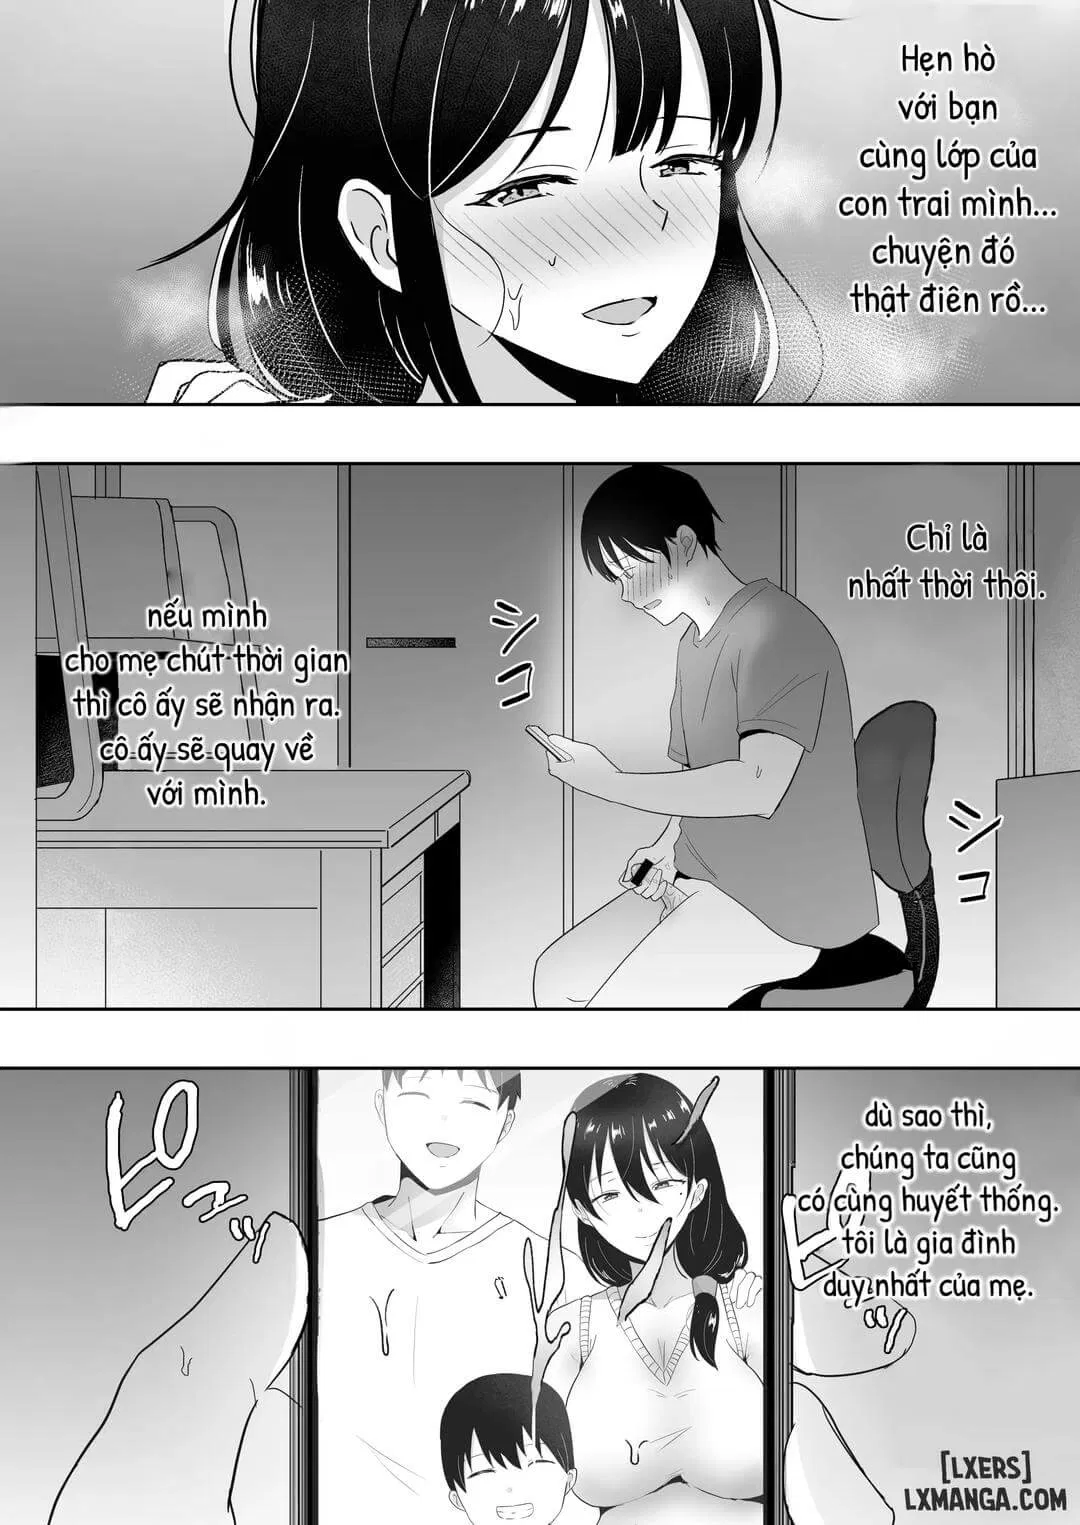 Hẹn hò
với bạn
cùng lớp của
con trai mình...
chuyện đó
thật điên rồ...
Chỉ là
nhất thời thôi.
シコ
nếu mình
cho mẹ chút thời gian
thì cô ấy sẽ nhận ra.
cô ấy sẽ quay về
với mình.
シコ
dù sao thì,
chúng ta cũng
có cùng huyết thống.
tôi là gia đình
duy nhất của mẹ.
ピュッ
[LXERS]
LXMANGA.COM